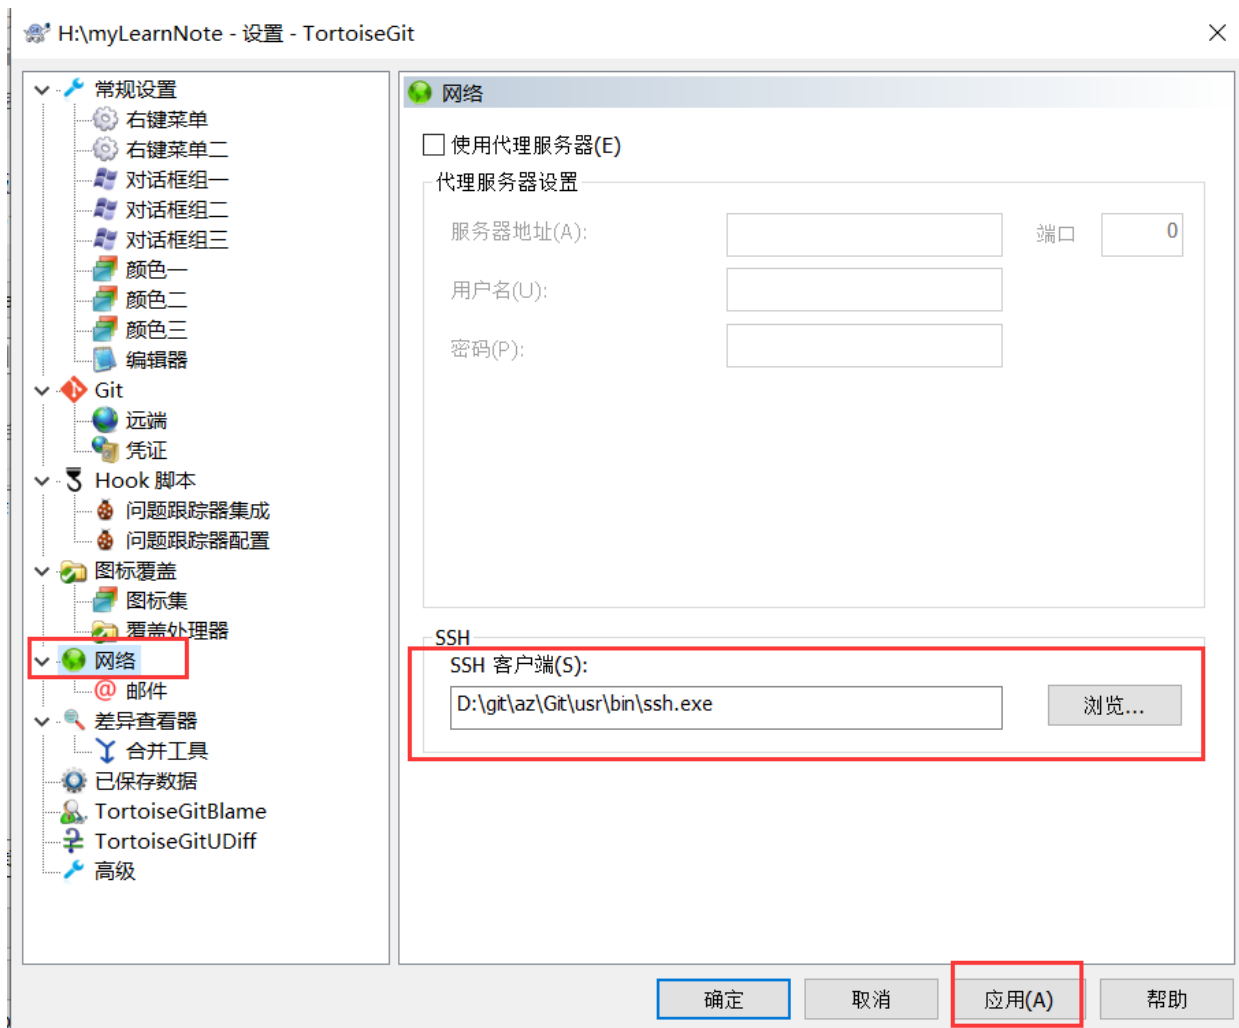 H:\myLearnNote - 设置 - TortoiseGit
常规设置
右键菜单
右键菜单二
对话框组一
对话框组二
对话框组三
颜色一
颜色二
颜色三
编辑器
Git
远端
凭证
Hook 脚本
问题跟踪器集成
问题跟踪器配置
图标覆盖
图标集
覆盖处理器
网络
邮件
差异查看器
合并工具
已保存数据
TortoiseGitBlame
TortoiseGitUDiff
高级
网络
使用代理服务器(E)
代理服务器设置
服务器地址(A): 端口 0
用户名(U):
密码(P):
SSH
SSH 客户端(S):
D:\git\az\Git\usr\bin\ssh.exe 浏览...
确定 取消 应用(A) 帮助